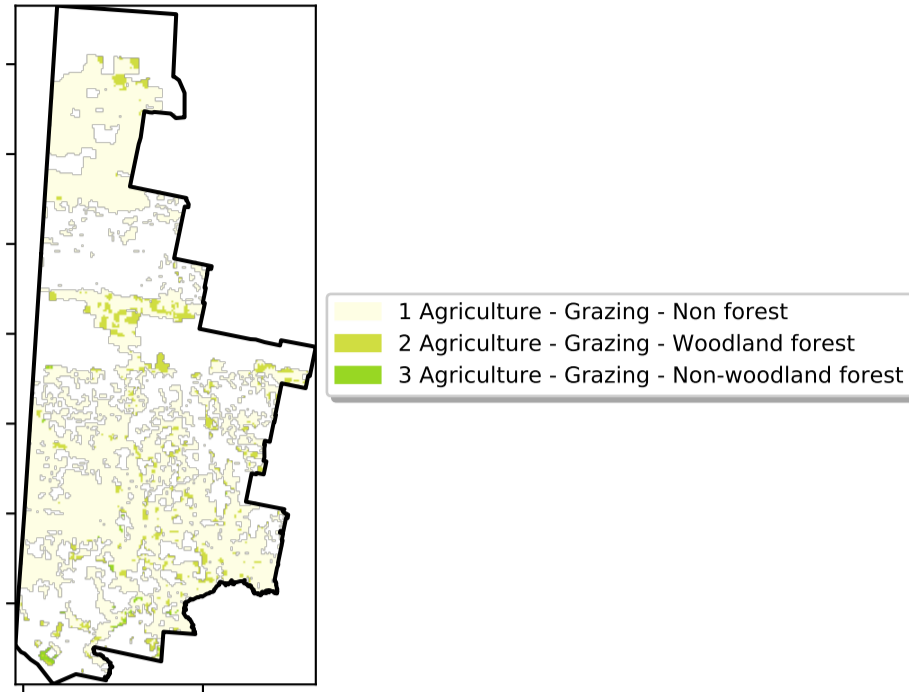 1 Agriculture - Grazing - Non forest
2 Agriculture - Grazing - Woodland forest
3 Agriculture - Grazing - Non-woodland forest